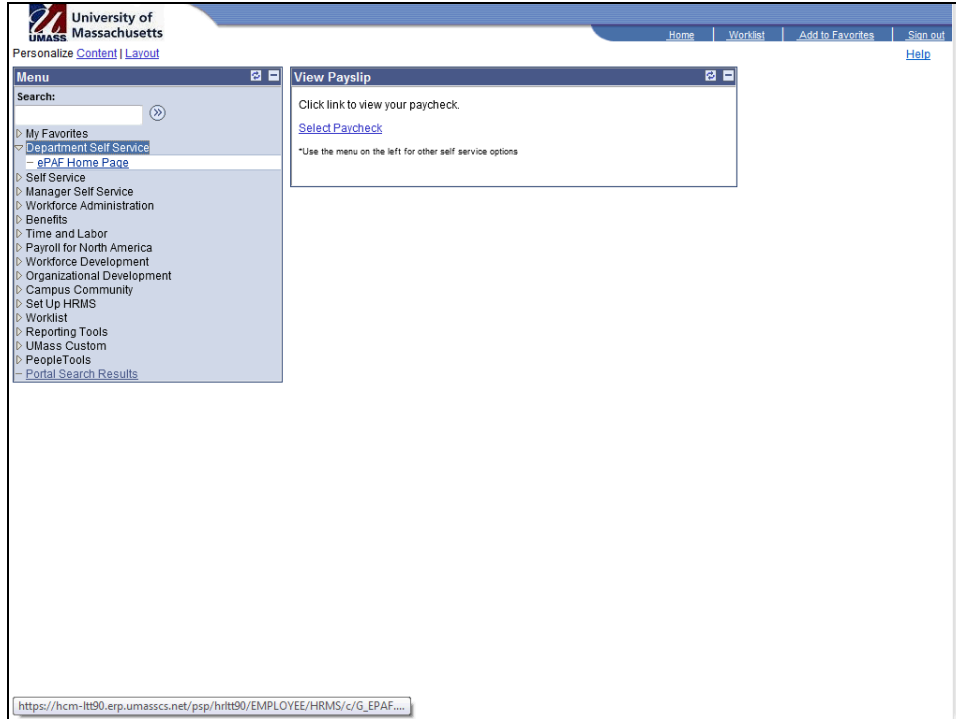 University of
Massachusetts
UMASS
Home Worklist Add to Favorites Sign out
Personalize Content | Layout
Help
Menu
Search:
My Favorites
Department Self Service
ePAF Home Page
Self Service
Manager Self Service
Workforce Administration
Benefits
Time and Labor
Payroll for North America
Workforce Development
Organizational Development
Campus Community
Set Up HRMS
Worklist
Reporting Tools
UMass Custom
PeopleTools
Portal Search Results
View Payslip
Click link to view your paycheck.
Select Paycheck
*Use the menu on the left for other self service options
https://hcm-ltt90.erp.umasscs.net/psp/hrltt90/EMPLOYEE/HRMS/c/G_EPAF....